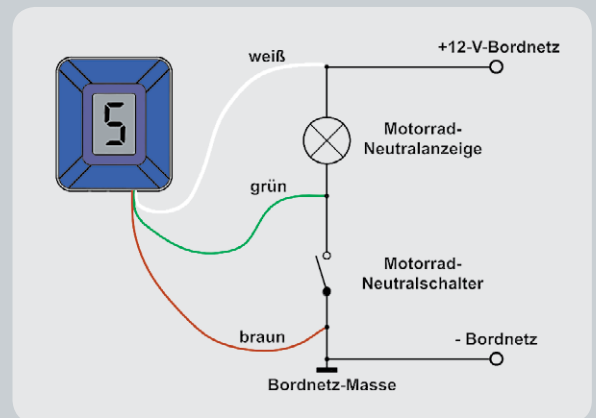 weiß
+12-V-Bordnetz
5
Motorrad-
Neutralanzeige
grün
Motorrad-
Neutralschalter
braun
- Bordnetz
Bordnetz-Masse